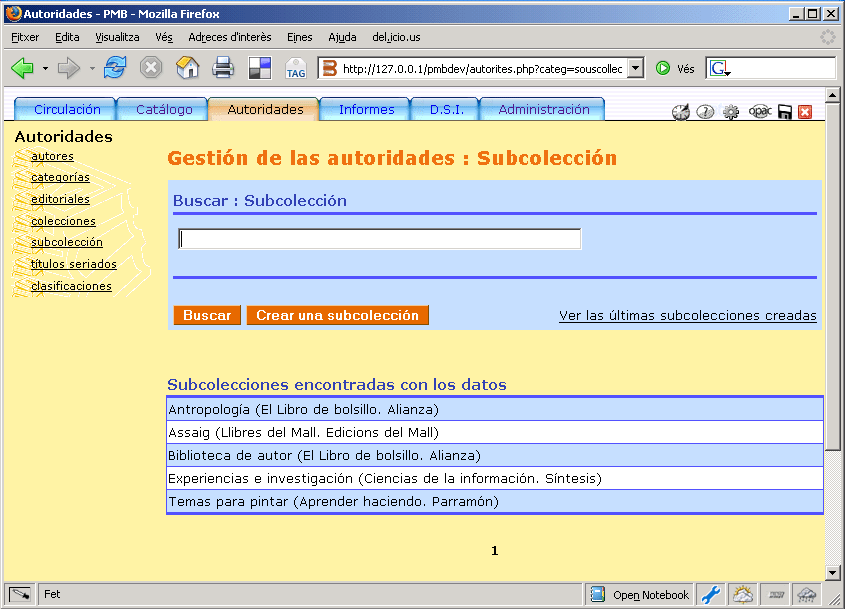 Autoridades - PMB - Mozilla Firefox
Fitxer Edita Visualitza Vés Adreces d'interès Eines Ajuda del.icio.us
TAG http://127.0.0.1/pmbdev/autorites.php?categ=souscollec Vés G
Circulación Catálogo Autoridades Informes D.S.I. Administración opac
Autoridades
autores
categorías
editoriales
colecciones
subcolección
títulos seriados
clasificaciones
Gestión de las autoridades : Subcolección
Buscar : Subcolección
Buscar Crear una subcolección Ver las últimas subcolecciones creadas
Subcolecciones encontradas con los datos
Antropología (El Libro de bolsillo. Alianza)
Assaig (Llibres del Mall. Edicions del Mall)
Biblioteca de autor (El Libro de bolsillo. Alianza)
Experiencias e investigación (Ciencias de la información. Síntesis)
Temas para pintar (Aprender haciendo. Parramón)
1
Fet Open Notebook